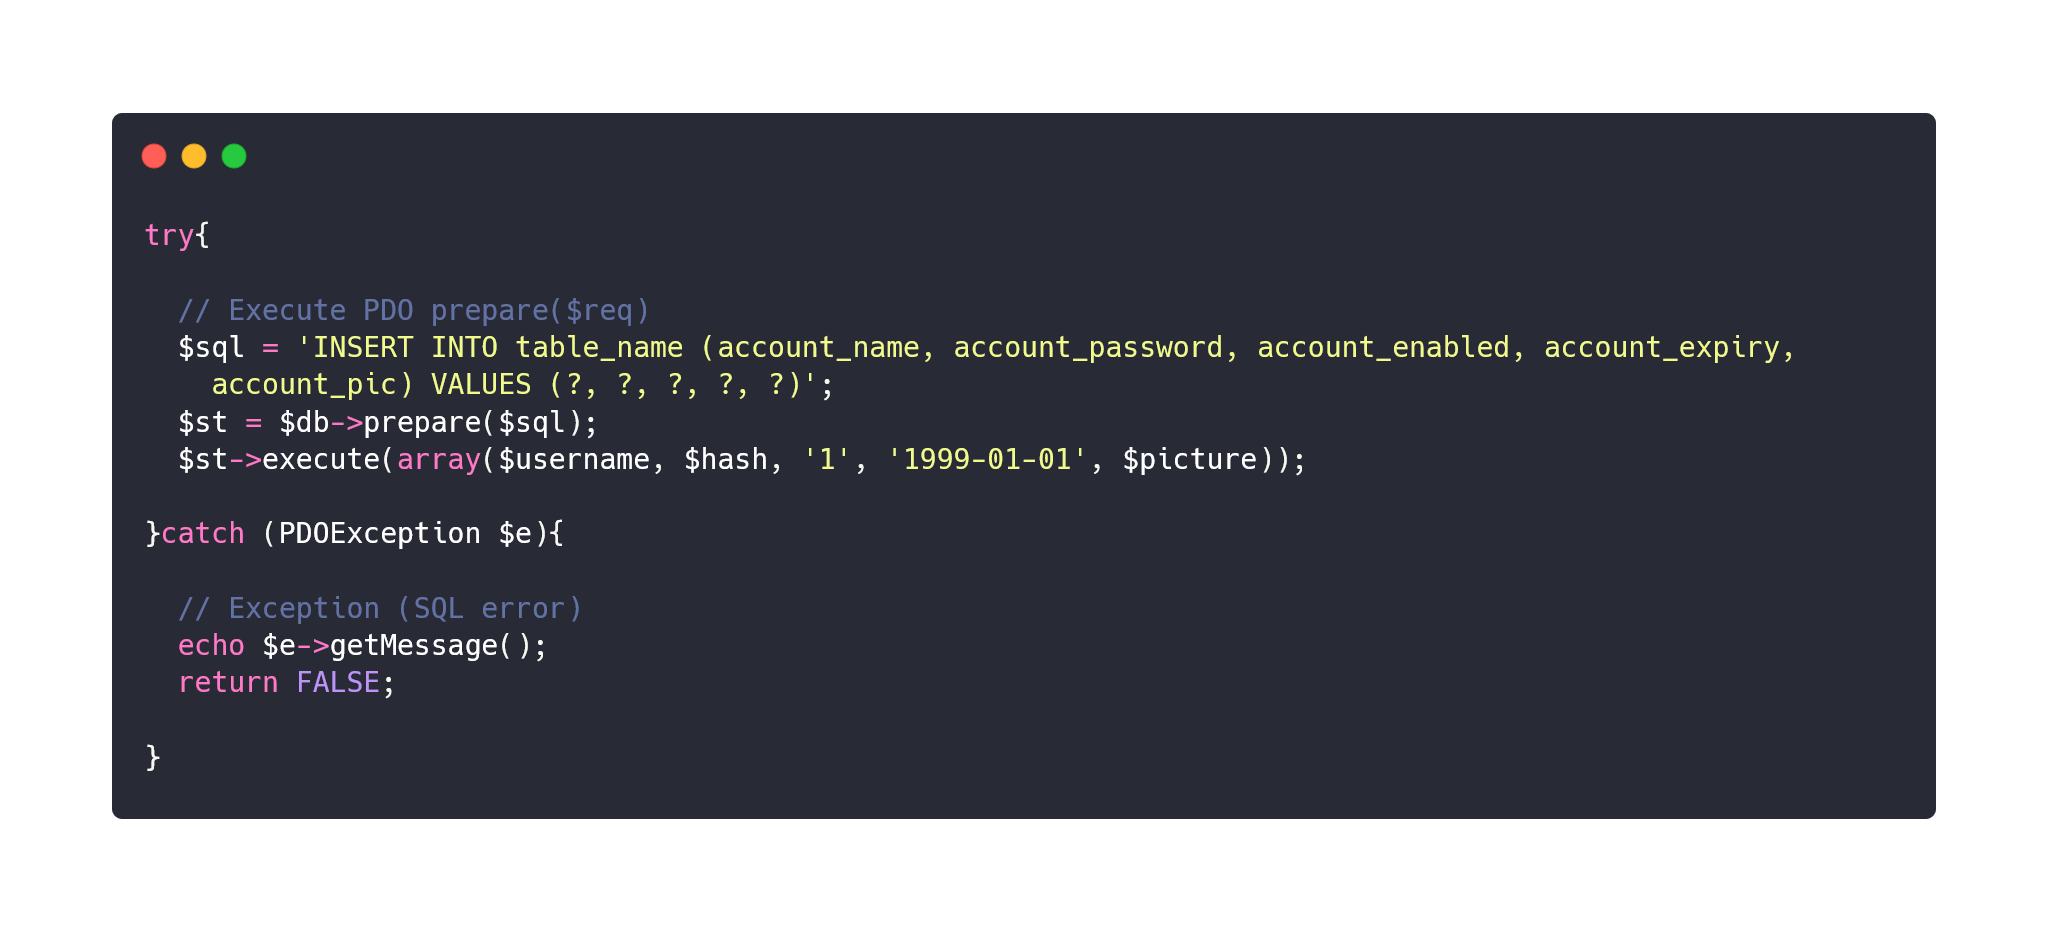 try{
// Execute PDO prepare($req)
$sql = 'INSERT INTO table_name (account_name, account_password, account_enabled, account_expiry,
account_pic) VALUES (?, ?, ?, ?, ?)';
$st = $db->prepare($sql);
$st->execute(array($username, $hash, '1', '1999-01-01', $picture));
}catch (PDOException $e){
// Exception (SQL error)
echo $e->getMessage();
return FALSE;
}